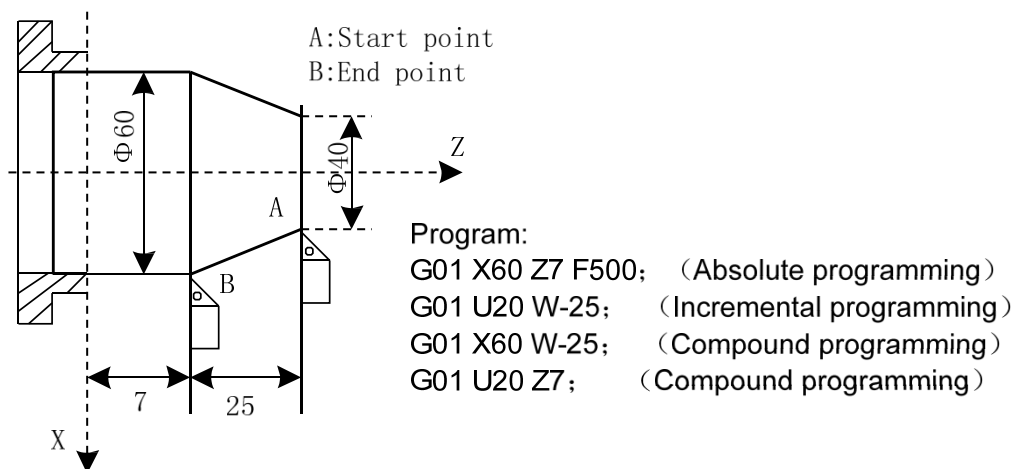 A:Start point
B:End point
Φ60
Φ40
Z
A
B
Program:
G01 X60 Z7 F500; （Absolute programming）
G01 U20 W-25; （Incremental programming）
G01 X60 W-25; （Compound programming）
G01 U20 Z7; （Compound programming）
7
25
X